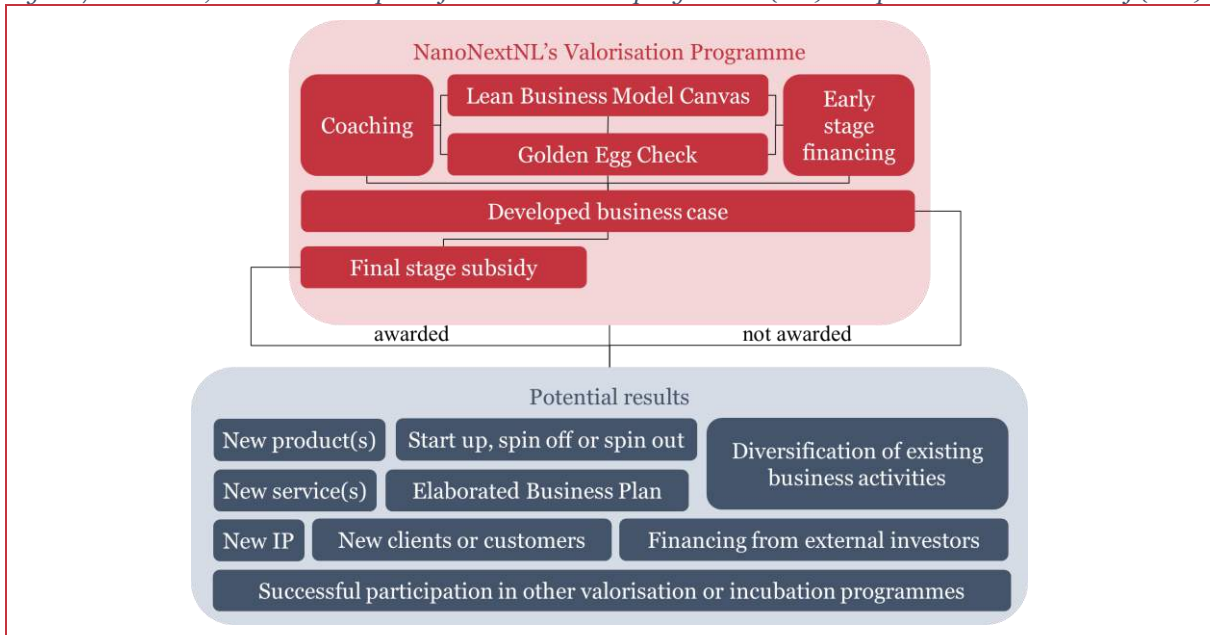 NanoNextNL's Valorisation Programme
Coaching
Lean Business Model Canvas
Golden Egg Check
Early
stage
financing
Developed business case
Final stage subsidy
awarded
not awarded
Potential results
New product(s)
Start up, spin off or spin out
Diversification of existing
business activities
New service(s)
Elaborated Business Plan
New IP
New clients or customers
Financing from external investors
Successful participation in other valorisation or incubation programmes